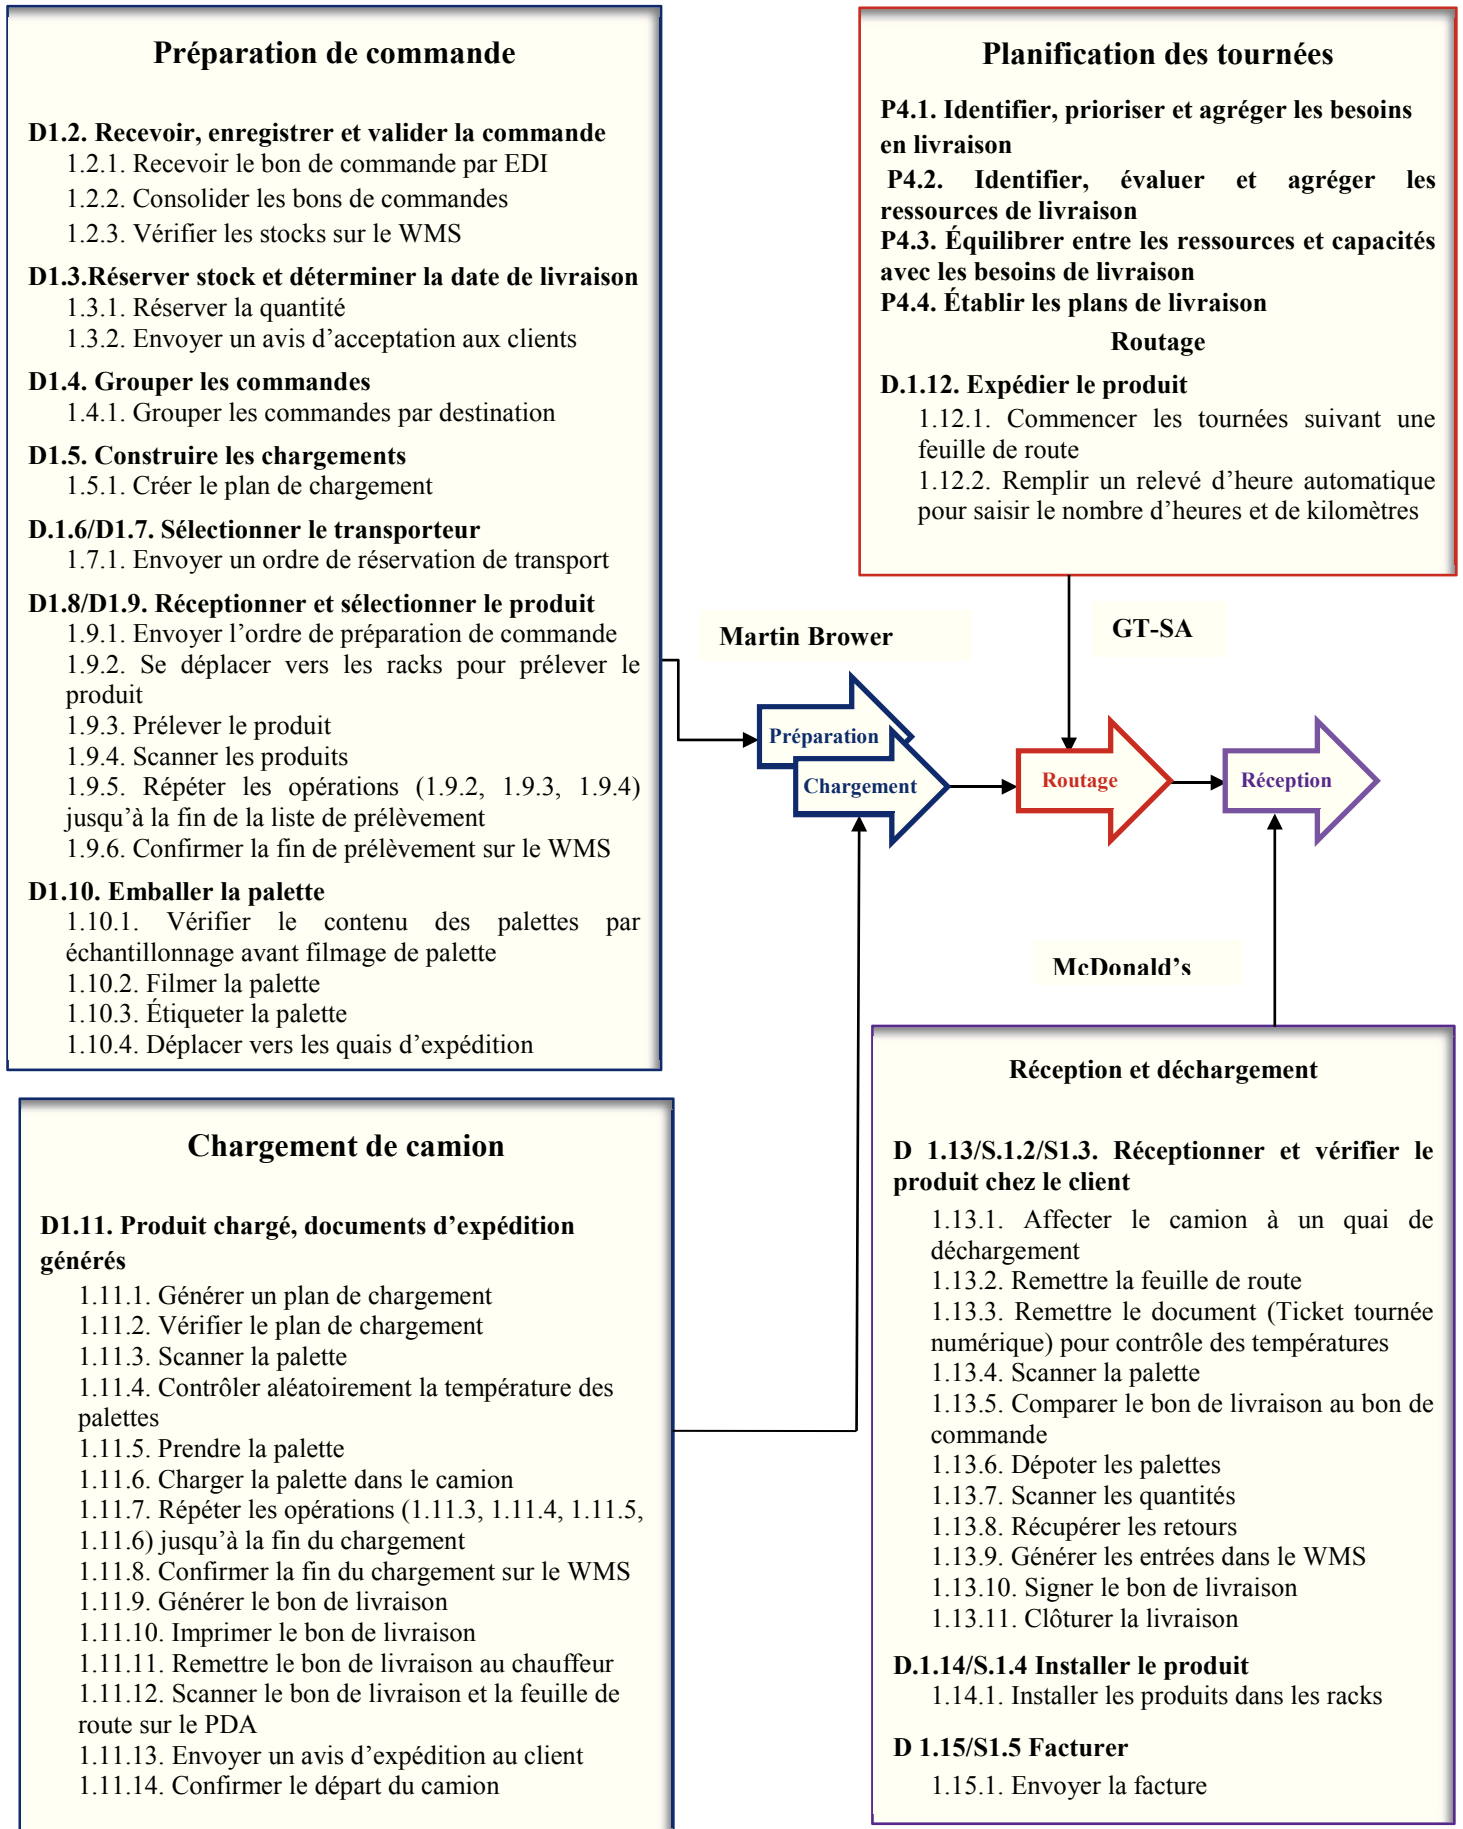 Préparation de commande
D1.2. Recevoir, enregistrer et valider la commande
1.2.1. Recevoir le bon de commande par EDI
1.2.2. Consolider les bons de commandes
1.2.3. Vérifier les stocks sur le WMS
D1.3.Réserver stock et déterminer la date de livraison
1.3.1. Réserver la quantité
1.3.2. Envoyer un avis d’acceptation aux clients
D1.4. Grouper les commandes
1.4.1. Grouper les commandes par destination
D1.5. Construire les chargements
1.5.1. Créer le plan de chargement
D.1.6/D1.7. Sélectionner le transporteur
1.7.1. Envoyer un ordre de réservation de transport
D1.8/D1.9. Réceptionner et sélectionner le produit
1.9.1. Envoyer l’ordre de préparation de commande
1.9.2. Se déplacer vers les racks pour prélever le
produit
1.9.3. Prélever le produit
1.9.4. Scanner les produits
1.9.5. Répéter les opérations (1.9.2, 1.9.3, 1.9.4)
jusqu’à la fin de la liste de prélèvement
1.9.6. Confirmer la fin de prélèvement sur le WMS
D1.10. Emballer la palette
1.10.1. Vérifier le contenu des palettes par
échantillonnage avant filmage de palette
1.10.2. Filmer la palette
1.10.3. Étiqueter la palette
1.10.4. Déplacer vers les quais d’expédition
Planification des tournées
P4.1. Identifier, prioriser et agréger les besoins
en livraison
P4.2. Identifier, évaluer et agréger les
ressources de livraison
P4.3. Équilibrer entre les ressources et capacités
avec les besoins de livraison
P4.4. Établir les plans de livraison
Routage
D.1.12. Expédier le produit
1.12.1. Commencer les tournées suivant une
feuille de route
1.12.2. Remplir un relevé d’heure automatique
pour saisir le nombre d’heures et de kilomètres
Martin Brower
GT-SA
Préparation
Chargement
Routage
Réception
McDonald’s
Chargement de camion
D1.11. Produit chargé, documents d’expédition
générés
1.11.1. Générer un plan de chargement
1.11.2. Vérifier le plan de chargement
1.11.3. Scanner la palette
1.11.4. Contrôler aléatoirement la température des
palettes
1.11.5. Prendre la palette
1.11.6. Charger la palette dans le camion
1.11.7. Répéter les opérations (1.11.3, 1.11.4, 1.11.5,
1.11.6) jusqu’à la fin du chargement
1.11.8. Confirmer la fin du chargement sur le WMS
1.11.9. Générer le bon de livraison
1.11.10. Imprimer le bon de livraison
1.11.11. Remettre le bon de livraison au chauffeur
1.11.12. Scanner le bon de livraison et la feuille de
route sur le PDA
1.11.13. Envoyer un avis d’expédition au client
1.11.14. Confirmer le départ du camion
Réception et déchargement
D 1.13/S.1.2/S1.3. Réceptionner et vérifier le
produit chez le client
1.13.1. Affecter le camion à un quai de
déchargement
1.13.2. Remettre la feuille de route
1.13.3. Remettre le document (Ticket tournée
numérique) pour contrôle des températures
1.13.4. Scanner la palette
1.13.5. Comparer le bon de livraison au bon de
commande
1.13.6. Dépoter les palettes
1.13.7. Scanner les quantités
1.13.8. Récupérer les retours
1.13.9. Générer les entrées dans le WMS
1.13.10. Signer le bon de livraison
1.13.11. Clôturer la livraison
D.1.14/S.1.4 Installer le produit
1.14.1. Installer les produits dans les racks
D 1.15/S1.5 Facturer
1.15.1. Envoyer la facture